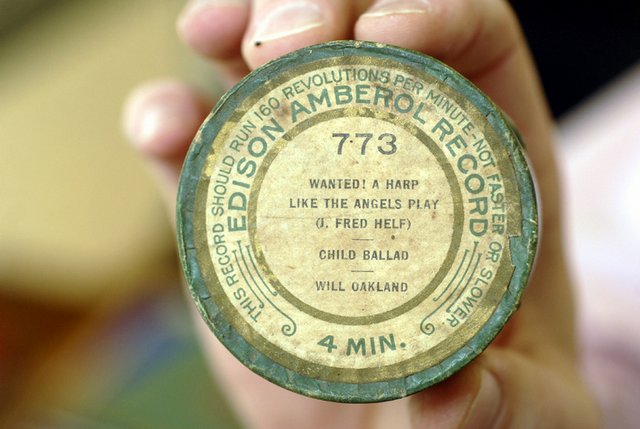 THIS RECORD SHOULD RUN 160 REVOLUTIONS PER MINUTE-NOT FASTER OR SLOWER
EDISON AMBEROL RECORD
773
WANTED! A HARP
LIKE THE ANGELS PLAY
(J. FRED HELF)
CHILD BALLAD
WILL OAKLAND
4 MIN.